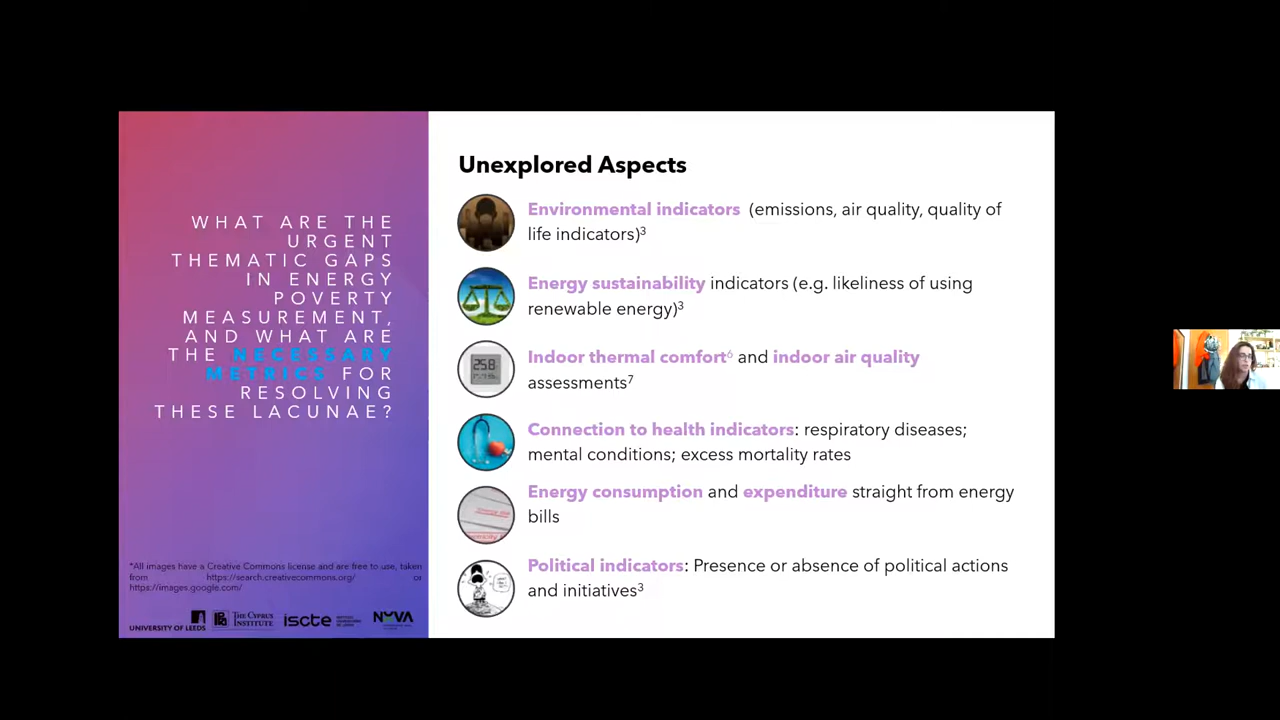 WHAT ARE THE
URGENT
THEMATIC GAPS
IN ENERGY
POVERTY
MEASUREMENT,
AND WHAT ARE
THE NECESSARY
METRICS FOR
RESOLVING
THESE LACUNAE?
*All images have a Creative Commons license and are free to use, taken
from https://search.creativecommons.org/ or
https://images.google.com/
UNIVERSITY OF LEEDS
THE CYPRUS
INSTITUTE
iscte
NOVA
Unexplored Aspects
Environmental indicators (emissions, air quality, quality of
life indicators)³
Energy sustainability indicators (e.g. likeliness of using
renewable energy)³
25.8
Indoor thermal comfort⁶ and indoor air quality
assessments⁷
Connection to health indicators: respiratory diseases;
mental conditions; excess mortality rates
Energy consumption and expenditure straight from energy
bills
Political indicators: Presence or absence of political actions
and initiatives³